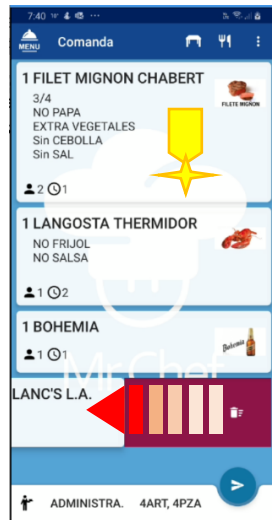 7:40
MENU Comanda
1 FILET MIGNON CHABERT
3/4
NO PAPA
EXTRA VEGETALES
Sin CEBOLLA
Sin SAL
FILETE MIGNON
2 1
1 LANGOSTA THERMIDOR
NO FRIJOL
NO SALSA
1 2
1 BOHEMIA
Bohemia
1 1
Mr. Chef
LANC'S L.A.
ADMINISTRA. 4ART, 4PZA